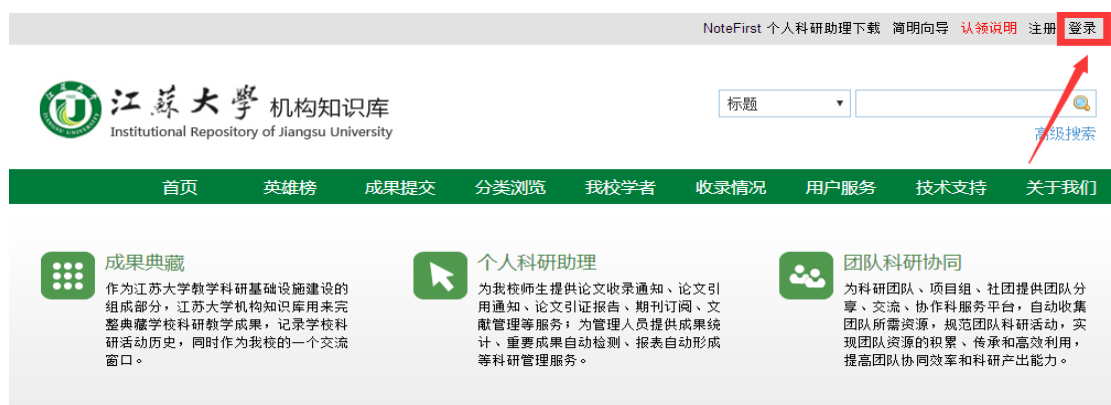 NoteFirst 个人科研助理下载 简明向导 认领说明 注册 登录
江苏大學 机构知识库
Institutional Repository of Jiangsu University
标题
高级搜索
首页 英雄榜 成果提交 分类浏览 我校学者 收录情况 用户服务 技术支持 关于我们
成果典藏
作为江苏大学教学科研基础设施建设的
组成部分，江苏大学机构知识库用来完
整典藏学校科研教学成果，记录学校科
研活动历史，同时作为我校的一个交流
窗口。
个人科研助理
为我校师生提供论文收录通知、论文引
用通知、论文引证报告、期刊订阅、文
献管理等服务；为管理人员提供成果统
计、重要成果自动检测、报表自动形成
等科研管理服务。
团队科研协同
为科研团队、项目组、社团提供团队分
享、交流、协作科服务平台，自动收集
团队所需资源，规范团队科研活动，实
现团队资源的积累、传承和高效利用，
提高团队协同效率和科研产出能力。